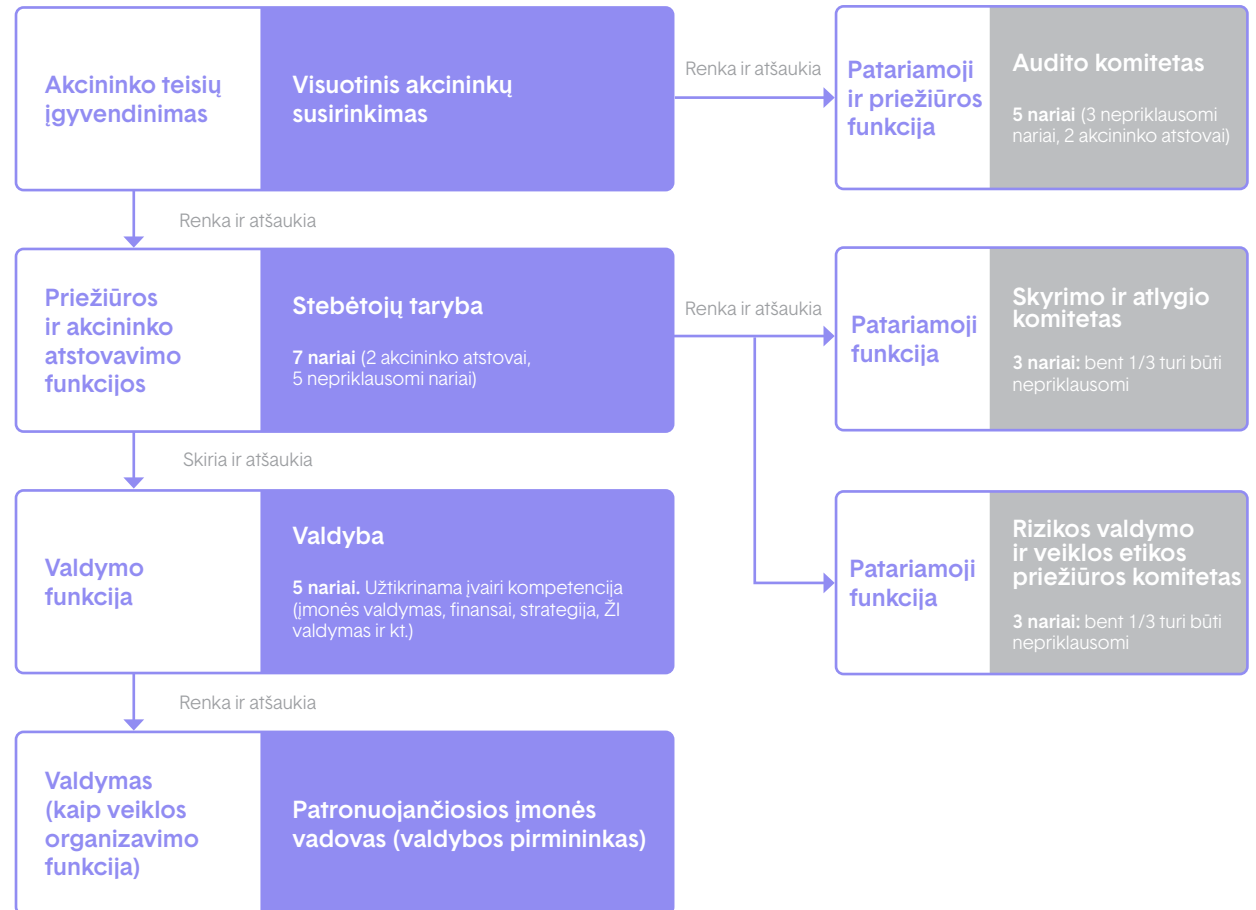 Akcininko teisių
įgyvendinimas
Visuotinis akcininkų
susirinkimas
Renka ir atšaukia
Patariamoji
ir priežiūros
funkcija
Audito komitetas
5 nariai (3 nepriklausomi
nariai, 2 akcininko atstovai)
Renka ir atšaukia
Priežiūros
ir akcininko
atstovavimo
funkcijos
Stebėtojų taryba
7 nariai (2 akcininko atstovai,
5 nepriklausomi nariai)
Renka ir atšaukia
Patariamoji
funkcija
Skyrimo ir atlygio
komitetas
3 nariai: bent 1/3 turi būti
nepriklausomi
Skiria ir atšaukia
Valdymo
funkcija
Valdyba
5 nariai. Užtikrinama įvairi kompetencija
(įmonės valdymas, finansai, strategija, ŽI
valdymas ir kt.)
Patariamoji
funkcija
Rizikos valdymo
ir veiklos etikos
priežiūros komitetas
3 nariai: bent 1/3 turi būti
nepriklausomi
Renka ir atšaukia
Valdymas
(kaip veiklos
organizavimo
funkcija)
Patronuojančiosios įmonės
vadovas (valdybos pirmininkas)